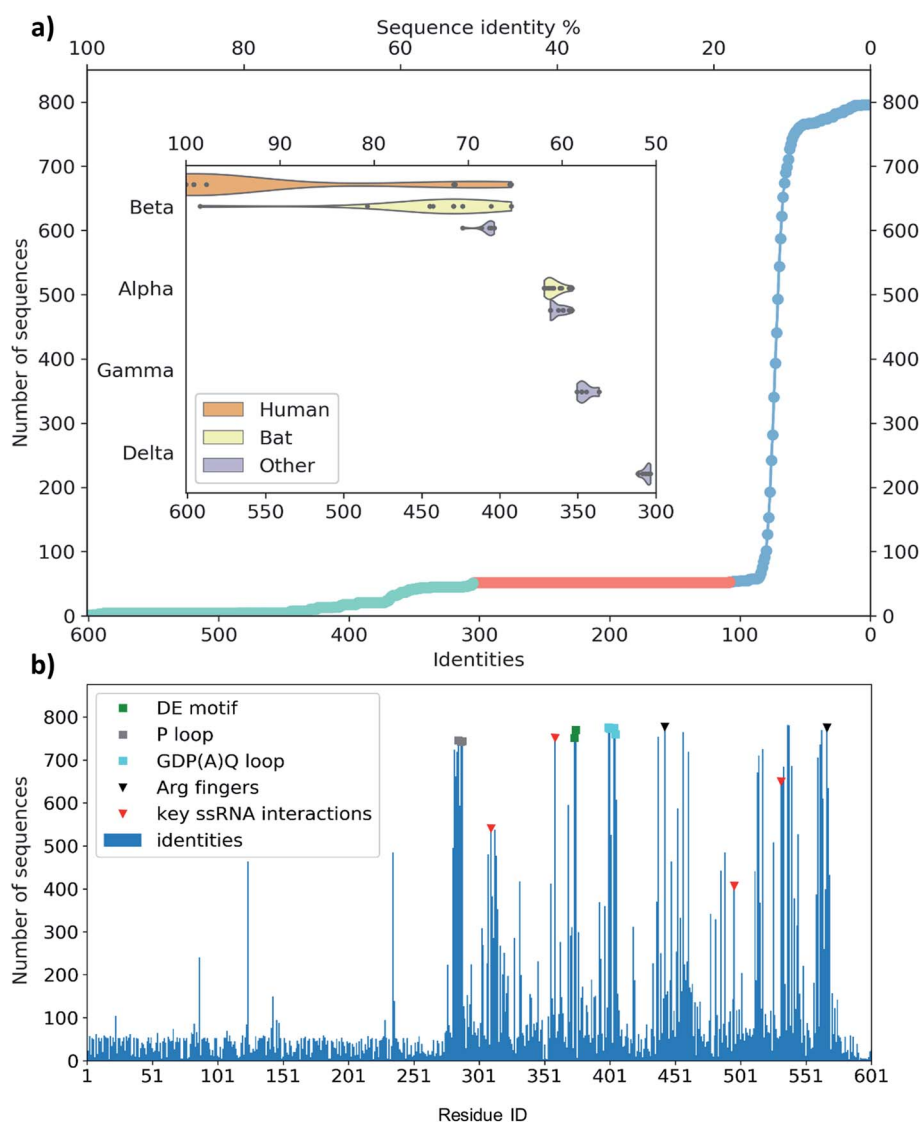 a)
Sequence identity %
100 80 60 40 20 0
800 800
700 700
600 600
500 500
400 400
300 300
200 200
100 100
0 0
Number of sequences
100 90 80 70 60 50
Beta
Alpha
Gamma
Delta
Human
Bat
Other
600 550 500 450 400 350 300
600 500 400 300 200 100 0
Identities
b)
800
700
600
500
400
300
200
100
0
Number of sequences
DE motif
P loop
GDP(A)Q loop
Arg fingers
key ssRNA interactions
identities
1 51 101 151 201 251 301 351 401 451 501 551 601
Residue ID